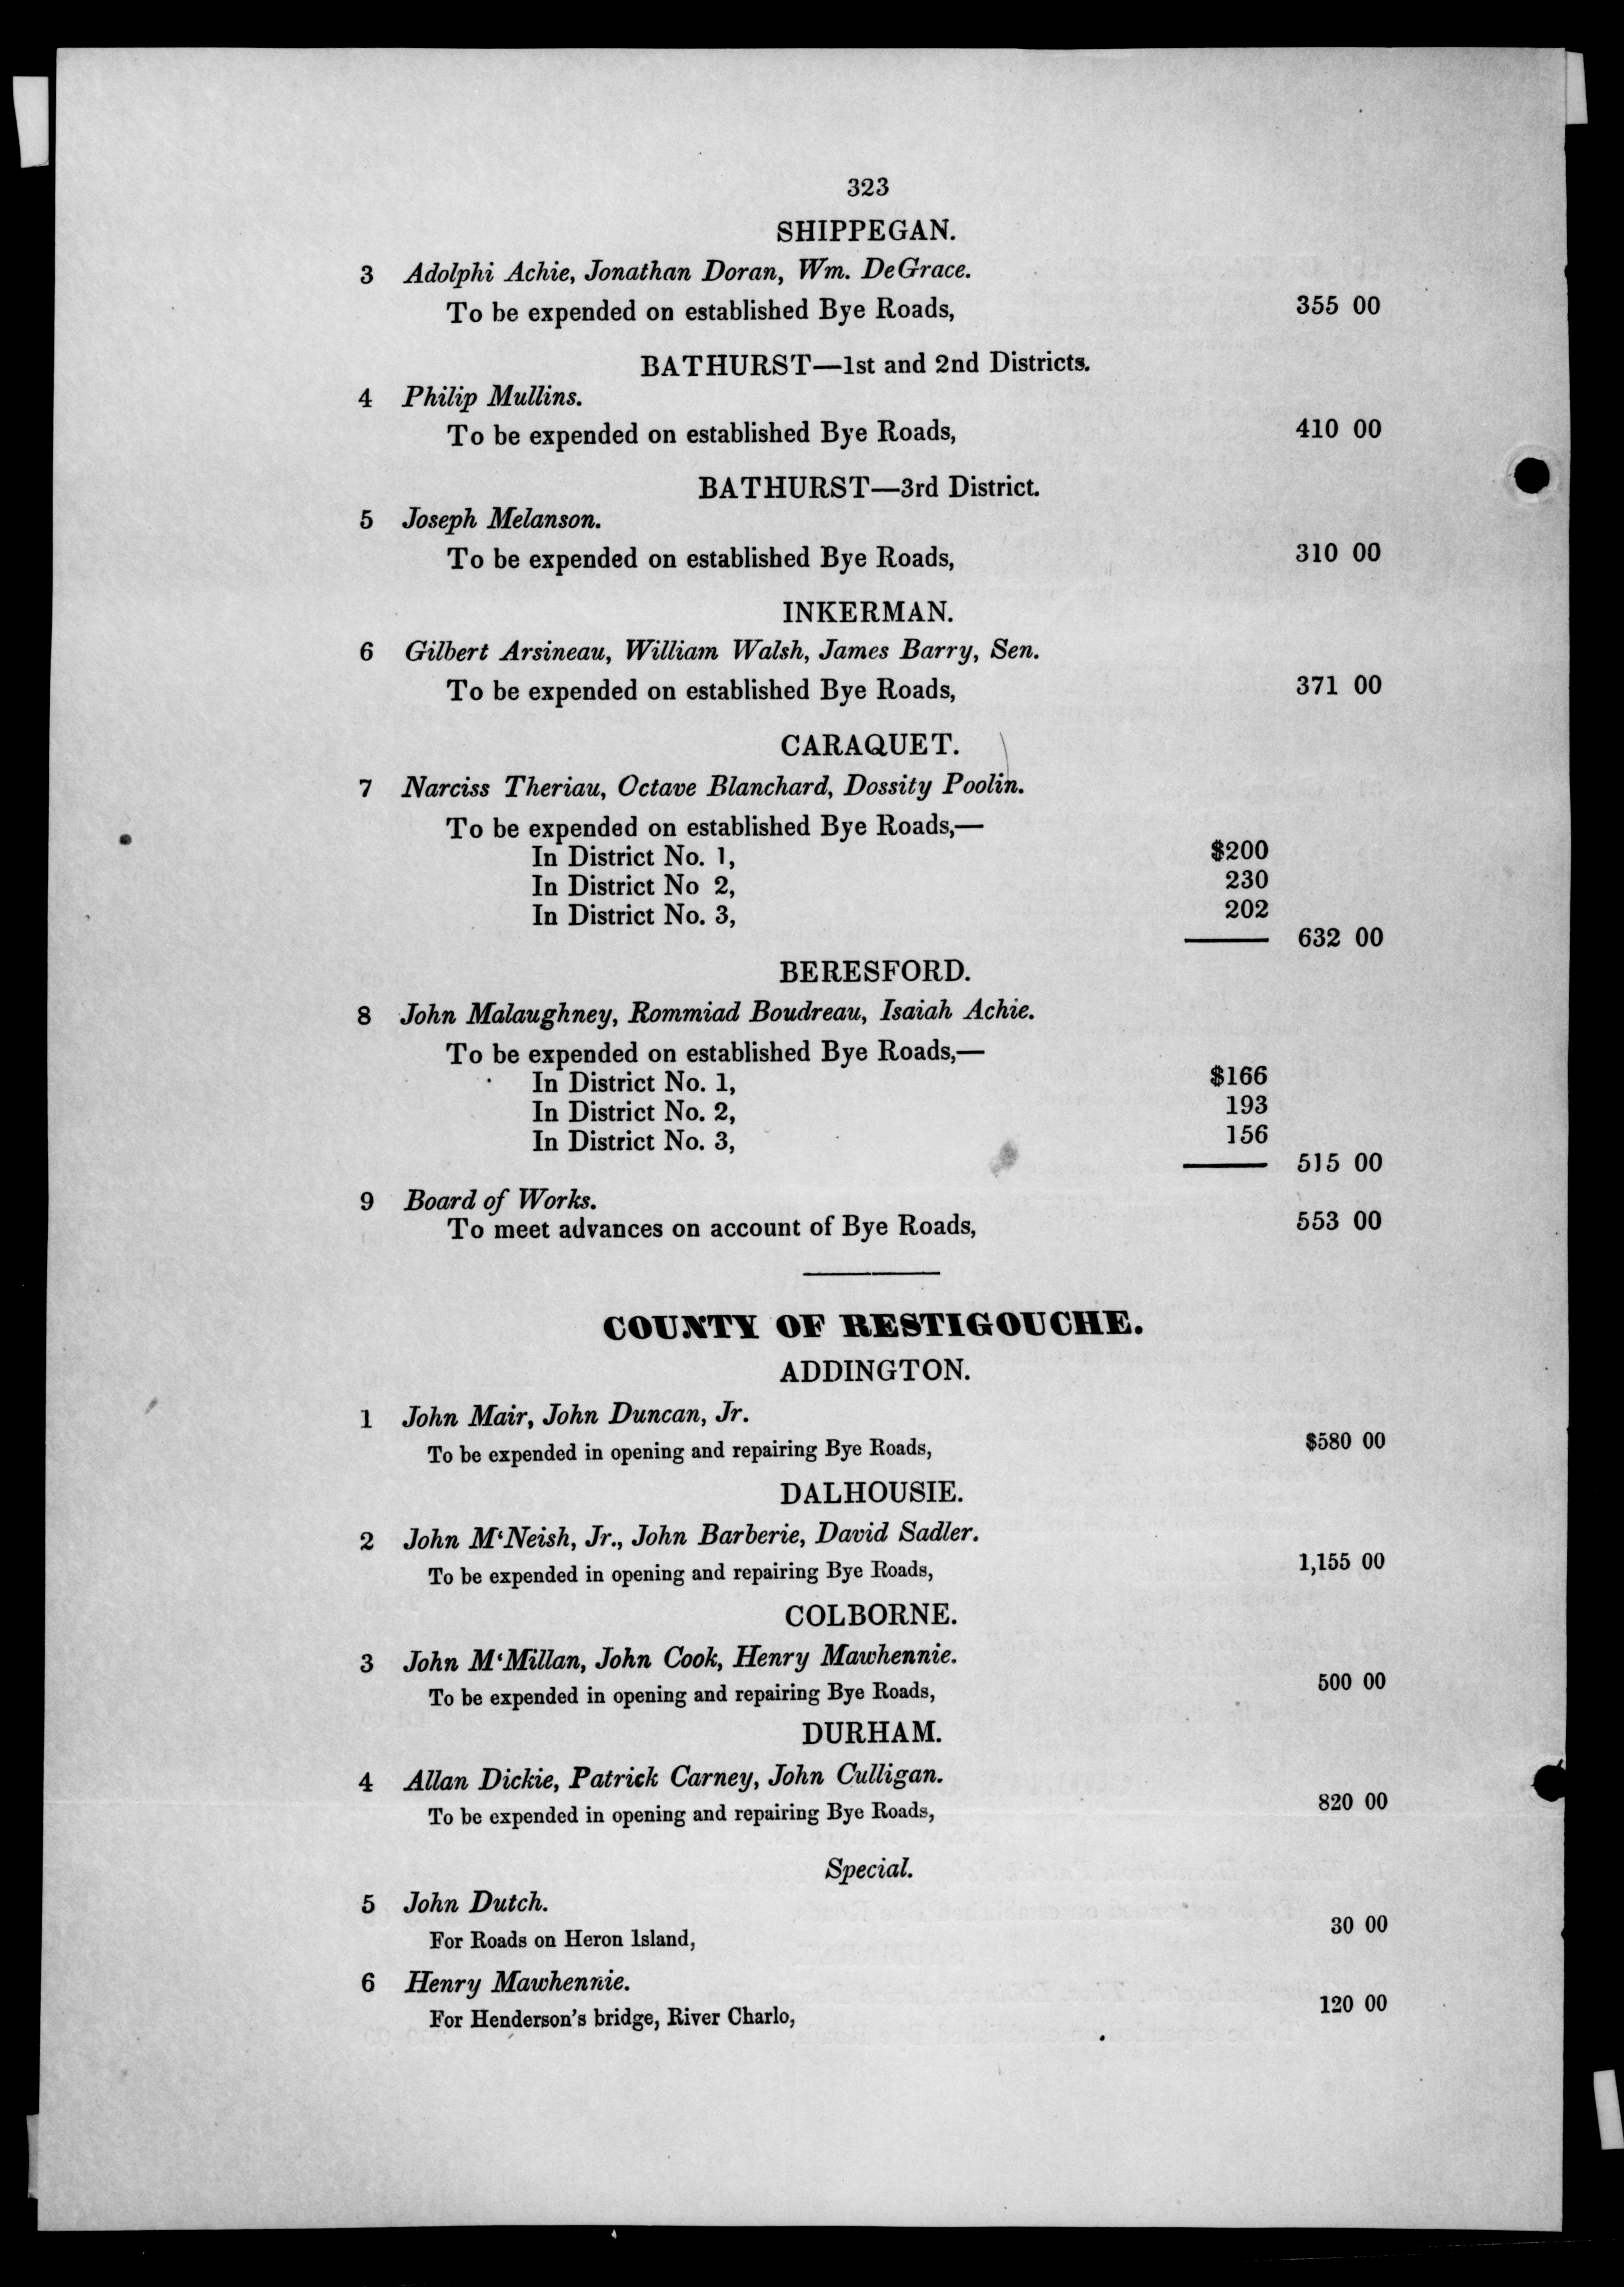 323
SHIPPEGAN.
3 Adolphi Achie, Jonathan Doran, Wm. DeGrace.
To be expended on established Bye Roads, 355 00
BATHURST—1st and 2nd Districts.
4 Philip Mullins.
To be expended on established Bye Roads, 410 00
BATHURST—3rd District.
5 Joseph Melanson.
To be expended on established Bye Roads, 310 00
INKERMAN.
6 Gilbert Arsineau, William Walsh, James Barry, Sen.
To be expended on established Bye Roads, 371 00
CARAQUET.
7 Narciss Theriau, Octave Blanchard, Dossity Poolin.
To be expended on established Bye Roads,—
In District No. 1, $200
In District No 2, 230
In District No. 3, 202
632 00
BERESFORD.
8 John Malaughney, Rommiad Boudreau, Isaiah Achie.
To be expended on established Bye Roads,—
In District No. 1, $166
In District No. 2, 193
In District No. 3, 156
515 00
9 Board of Works.
To meet advances on account of Bye Roads, 553 00
COUNTY OF RESTIGOUCHE.
ADDINGTON.
1 John Mair, John Duncan, Jr.
To be expended in opening and repairing Bye Roads, $580 00
DALHOUSIE.
2 John M‘Neish, Jr., John Barberie, David Sadler.
To be expended in opening and repairing Bye Roads, 1,155 00
COLBORNE.
3 John M‘Millan, John Cook, Henry Mawhennie.
To be expended in opening and repairing Bye Roads, 500 00
DURHAM.
4 Allan Dickie, Patrick Carney, John Culligan.
To be expended in opening and repairing Bye Roads, 820 00
Special.
5 John Dutch.
For Roads on Heron Island, 30 00
6 Henry Mawhennie.
For Henderson's bridge, River Charlo, 120 00